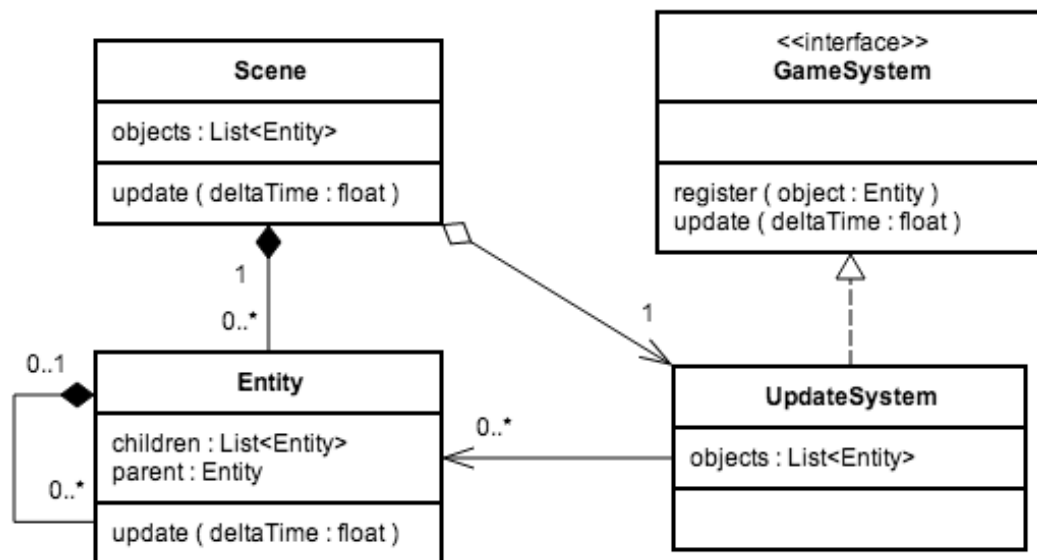 Scene
objects : List<Entity>
update ( deltaTime : float )
<<interface>>
GameSystem
register ( object : Entity )
update ( deltaTime : float )
1
0..*
1
0..1
0..*
Entity
children : List<Entity>
parent : Entity
update ( deltaTime : float )
0..*
UpdateSystem
objects : List<Entity>